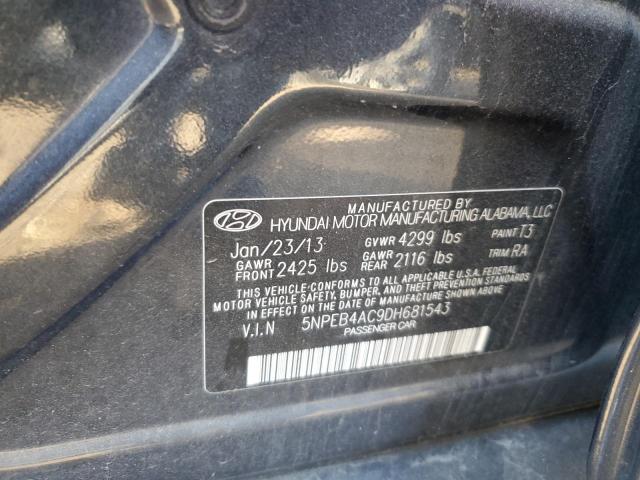 MANUFACTURED BY
HYUNDAI MOTOR MANUFACTURING ALABAMA, LLC
Jan/23/13 GVWR 4299 lbs PAINT T3
GAWR FRONT 2425 lbs GAWR REAR 2116 lbs TRIM RA
THIS VEHICLE CONFORMS TO ALL APPLICABLE U.S.A. FEDERAL
MOTOR VEHICLE SAFETY, BUMPER, AND THEFT PREVENTION STANDARDS
IN EFFECT ON THE DATE OF MANUFACTURE SHOWN ABOVE.
V.I.N 5NPEB4AC9DH681543
PASSENGER CAR